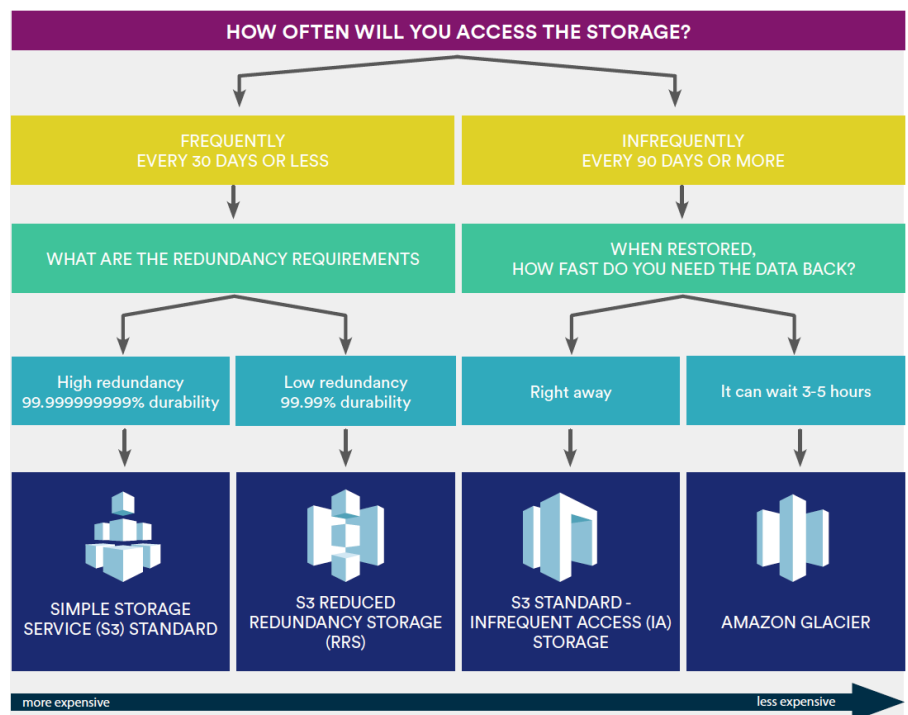 HOW OFTEN WILL YOU ACCESS THE STORAGE?
FREQUENTLY
EVERY 30 DAYS OR LESS
INFREQUENTLY
EVERY 90 DAYS OR MORE
WHAT ARE THE REDUNDANCY REQUIREMENTS
WHEN RESTORED,
HOW FAST DO YOU NEED THE DATA BACK?
High redundancy
99.999999999% durability
Low redundancy
99.99% durability
Right away
It can wait 3-5 hours
SIMPLE STORAGE
SERVICE (S3) STANDARD
S3 REDUCED
REDUNDANCY STORAGE
(RRS)
S3 STANDARD -
INFREQUENT ACCESS (IA)
STORAGE
AMAZON GLACIER
more expensive
less expensive